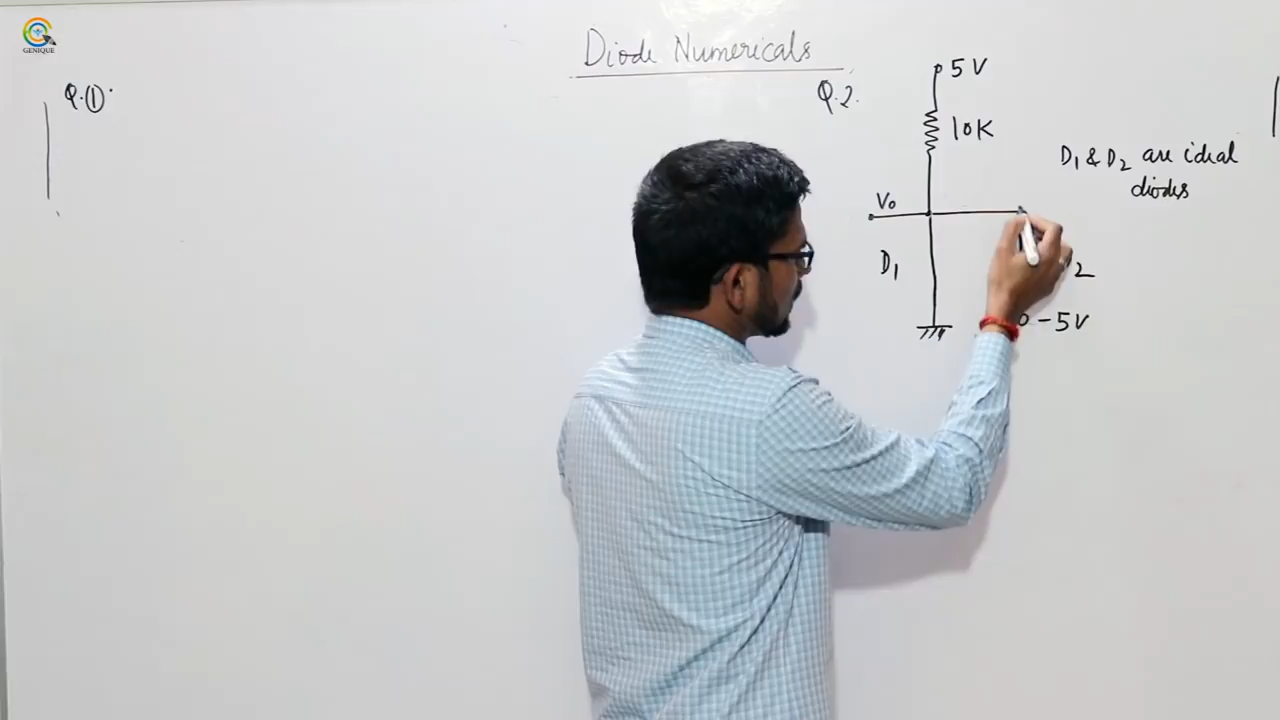 GENIQUE
Diode Numericals
Q.①
Q.2.
5V
10K
D₁ & D₂ are ideal
diodes
V₀
D₁
2
-5V